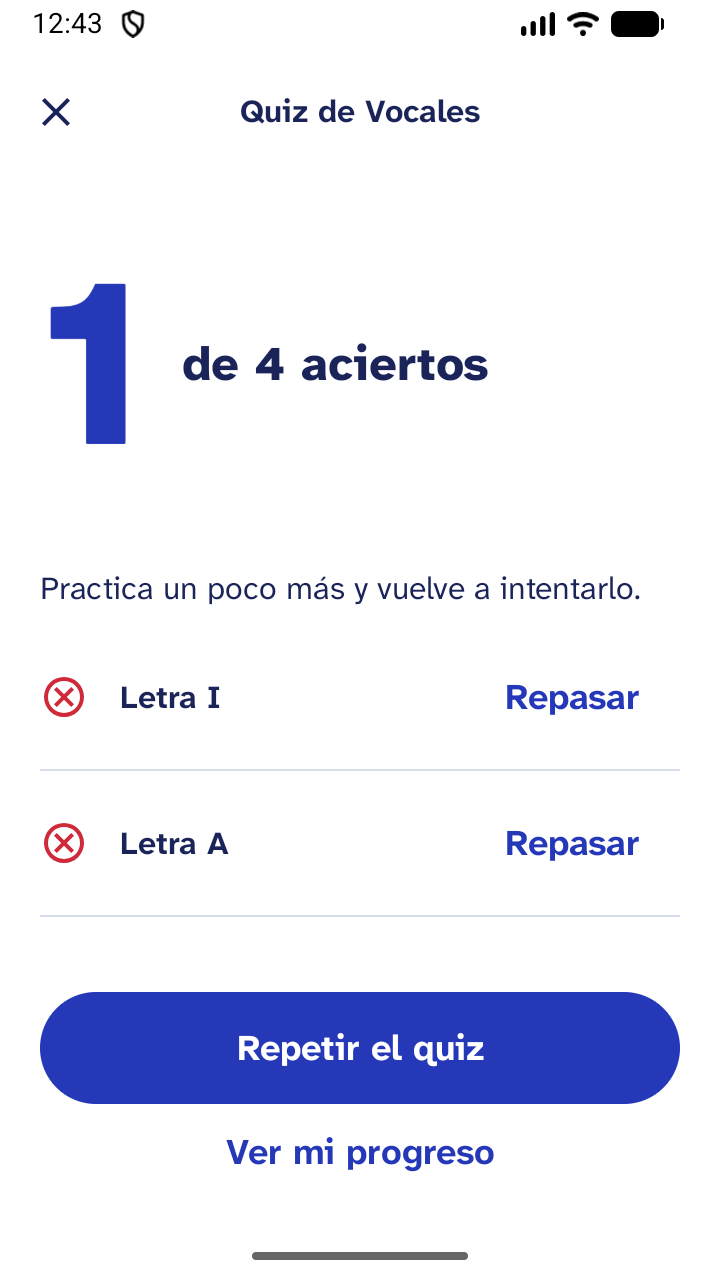 12:43
Quiz de Vocales
1
de 4 aciertos
Practica un poco más y vuelve a intentarlo.
Letra I
Repasar
Letra A
Repasar
Repetir el quiz
Ver mi progreso